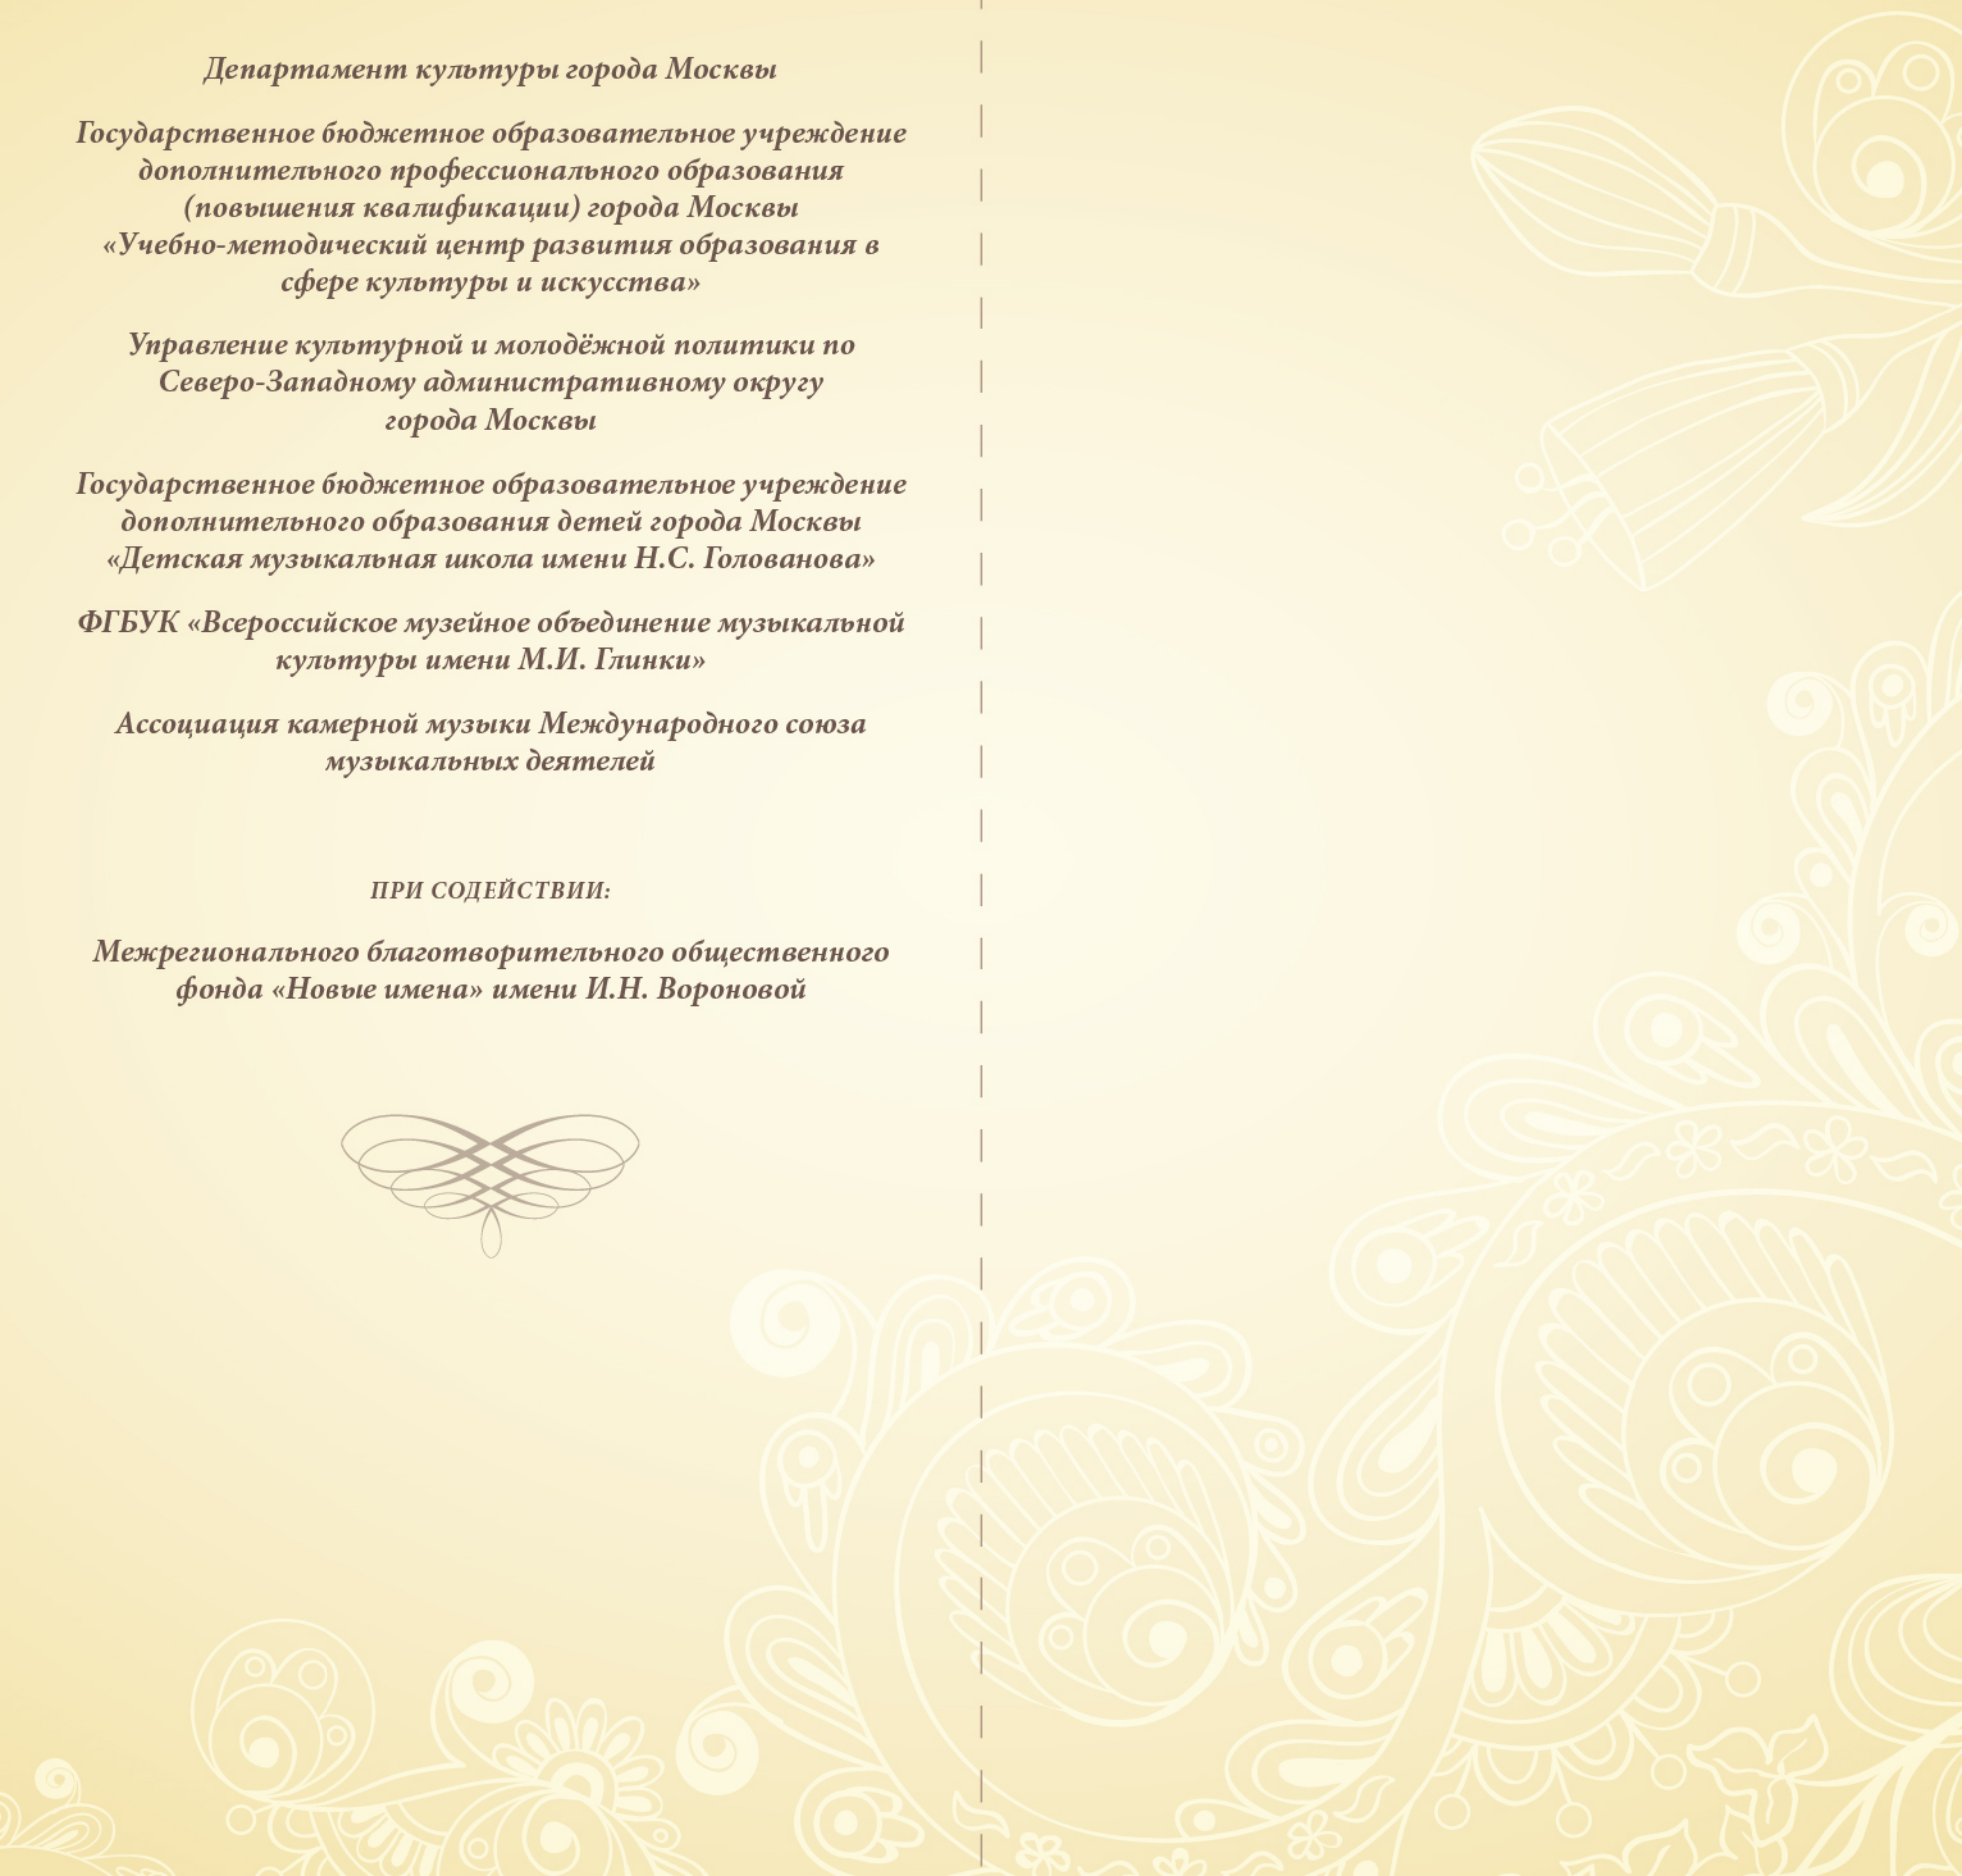 Департамент культуры города Москвы
Государственное бюджетное образовательное учреждение
дополнительного профессионального образования
(повышения квалификации) города Москвы
«Учебно-методический центр развития образования в
сфере культуры и искусства»
Управление культурной и молодёжной политики по
Северо-Западному административному округу
города Москвы
Государственное бюджетное образовательное учреждение
дополнительного образования детей города Москвы
«Детская музыкальная школа имени Н.С. Голованова»
ФГБУК «Всероссийское музейное объединение музыкальной
культуры имени М.И. Глинки»
Ассоциация камерной музыки Международного союза
музыкальных деятелей
ПРИ СОДЕЙСТВИИ:
Межрегионального благотворительного общественного
фонда «Новые имена» имени И.Н. Вороновой